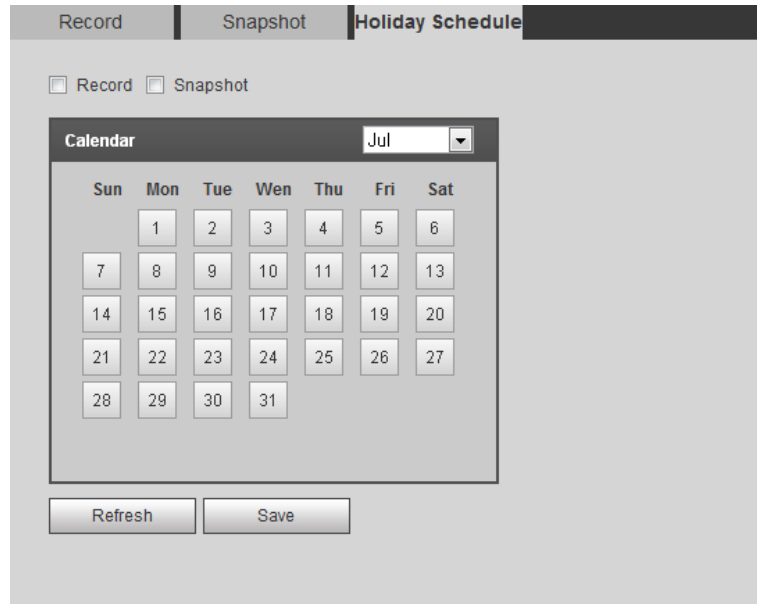 Record Snapshot Holiday Schedule
Record Snapshot
Calendar Jul
Sun Mon Tue Wen Thu Fri Sat
1 2 3 4 5 6
7 8 9 10 11 12 13
14 15 16 17 18 19 20
21 22 23 24 25 26 27
28 29 30 31
Refresh Save